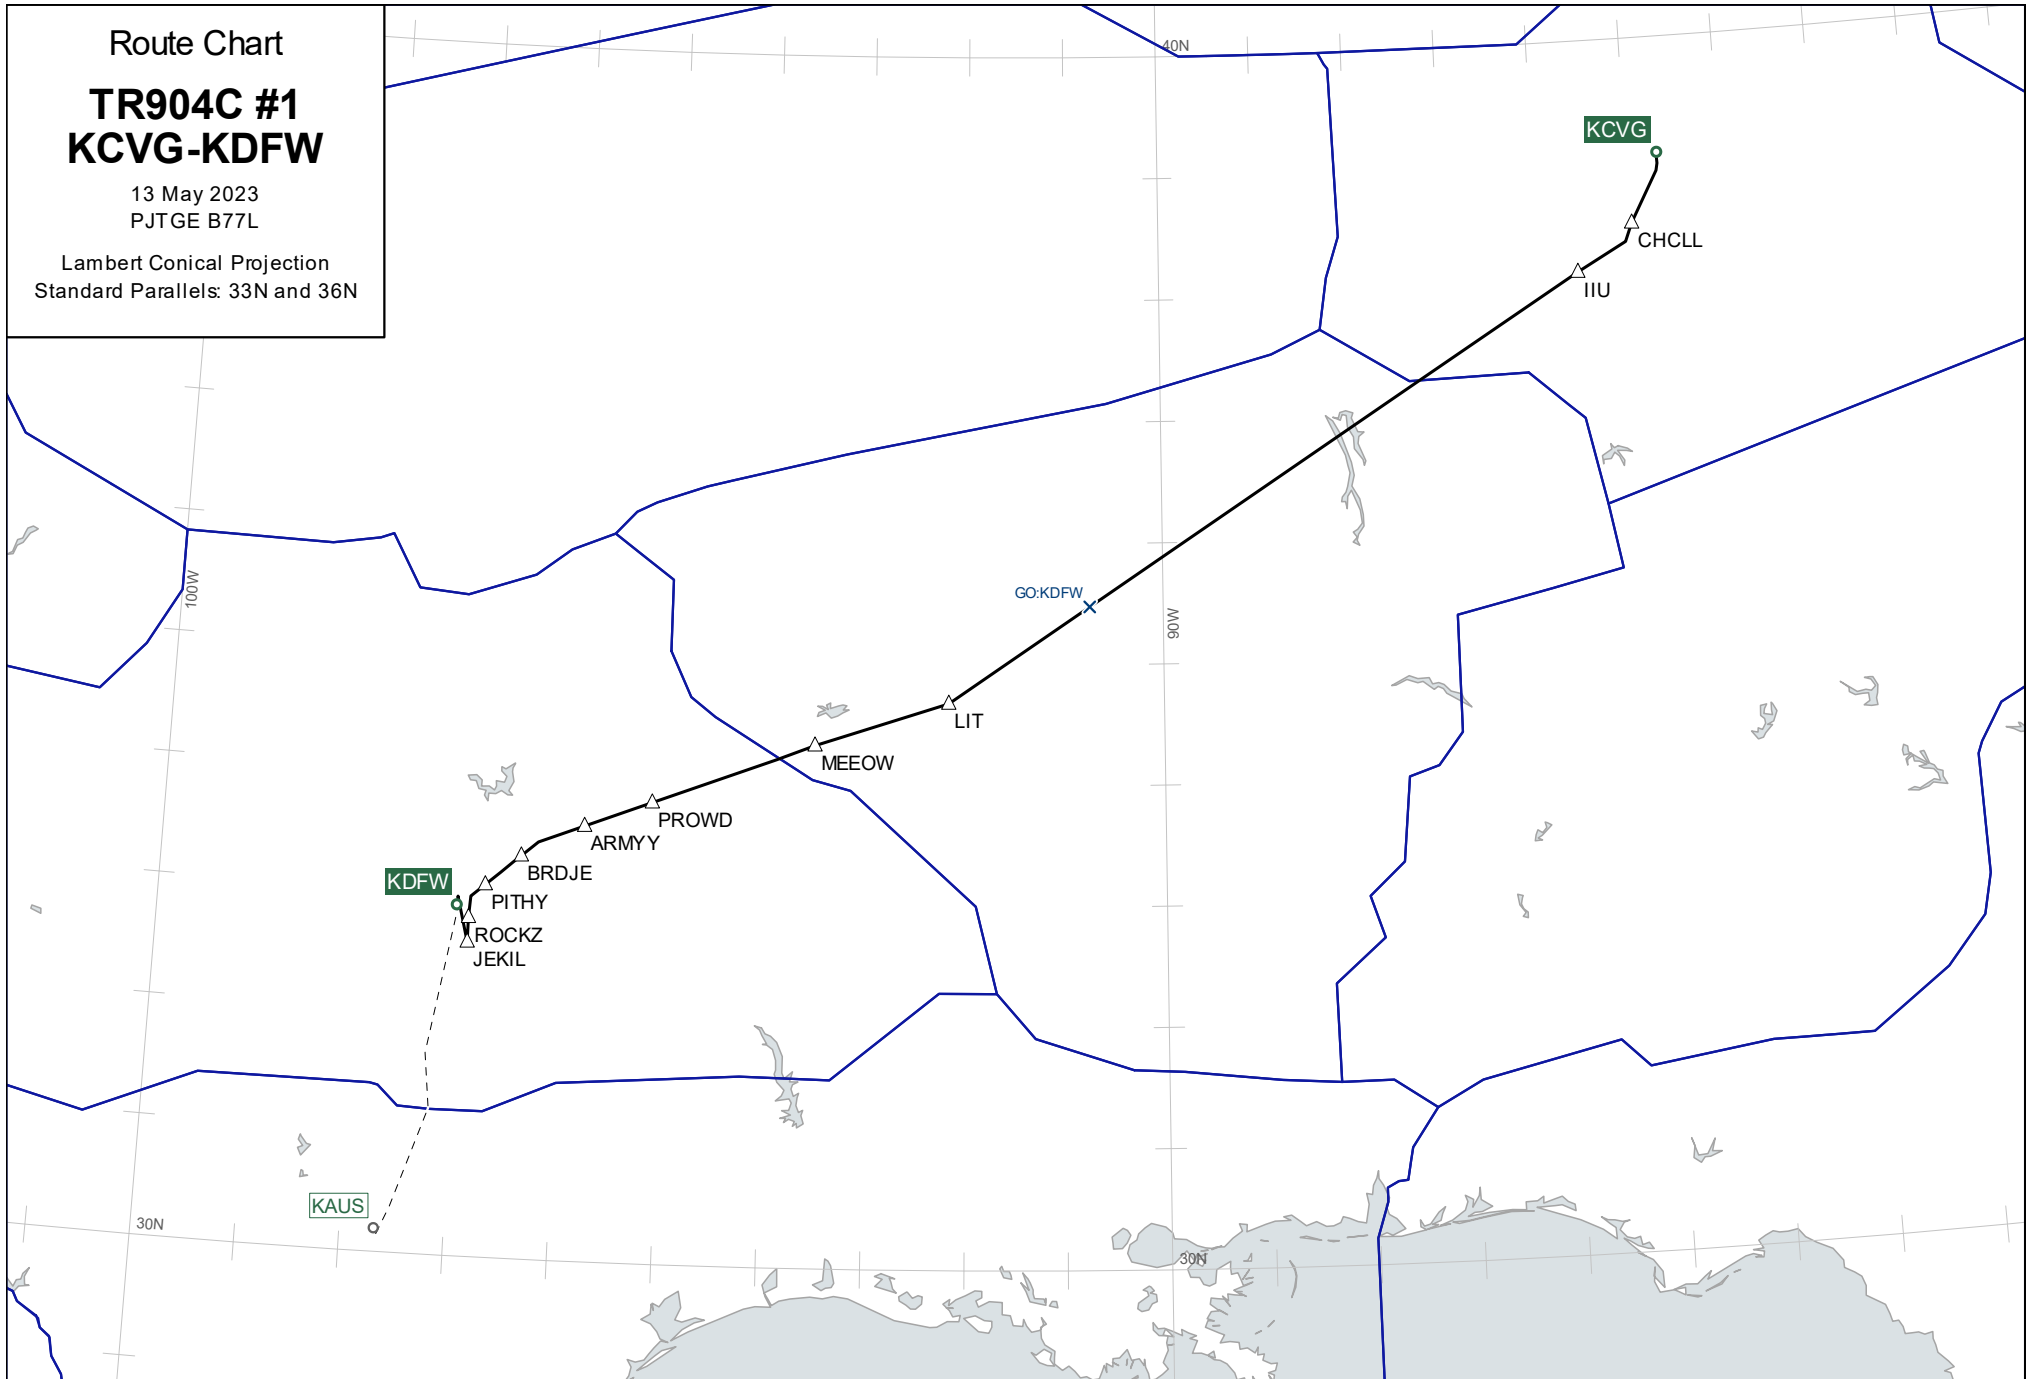 Route Chart
TR904C #1
KCVG-KDFW
13 May 2023
PJTGE B77L
Lambert Conical Projection
Standard Parallels: 33N and 36N
40N
KCVG
CHCLL
IIU
100W
GO:KDFW
90W
LIT
MEEOW
PROWD
ARMYY
BRDJE
KDFW
PITHY
ROCKZ
JEKIL
KAUS
30N
30N